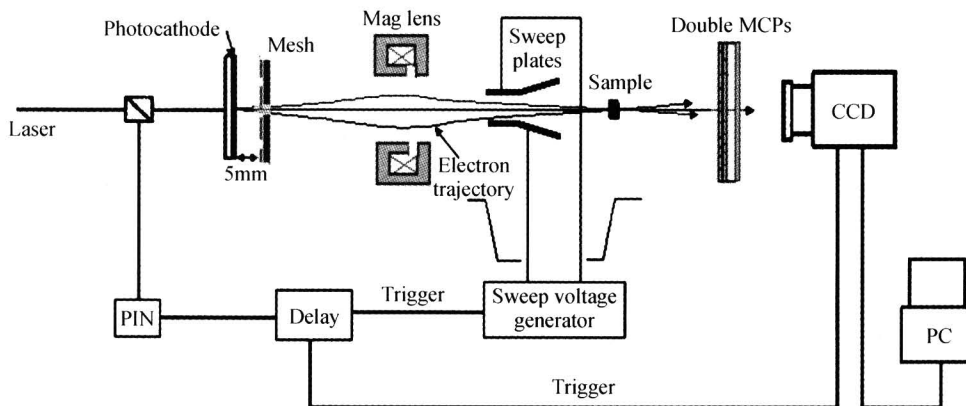 Photocathode
Mesh
Mag lens
Sweep
plates
Sample
Double MCPs
CCD
Laser
5mm
Electron
trajectory
PIN
Delay
Trigger
Sweep voltage
generator
PC
Trigger